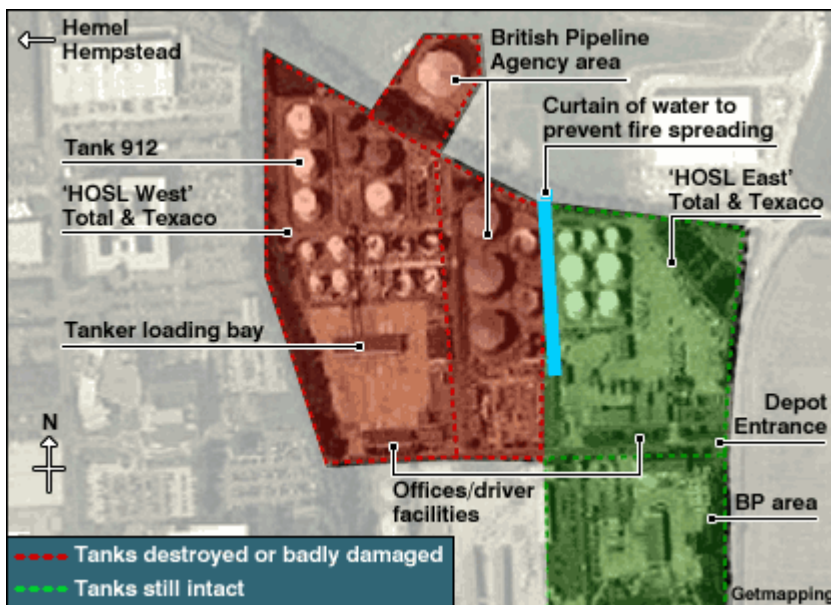 Hemel
Hempstead
British Pipeline
Agency area
Curtain of water to
prevent fire spreading
Tank 912
‘HOSL West’
Total & Texaco
‘HOSL East’
Total & Texaco
Tanker loading bay
N
Depot
Entrance
Offices/driver
facilities
BP area
Tanks destroyed or badly damaged
Tanks still intact
Getmapping